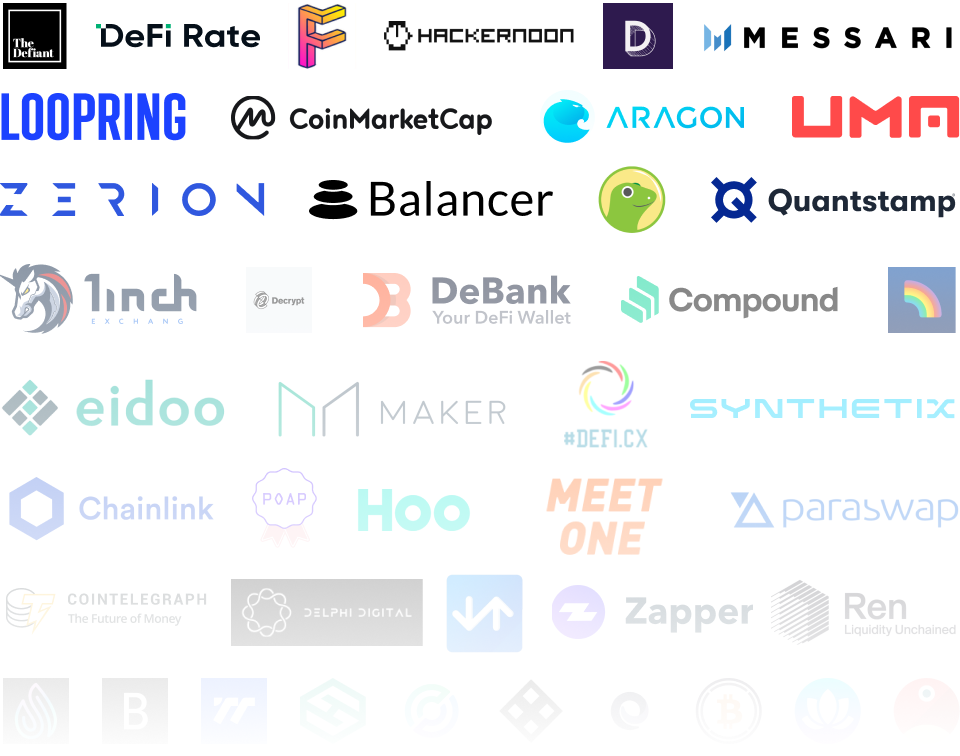 The
Defiant
DeFi Rate
F
HACKERNOON
D
MESSARI
LOOPRING
CoinMarketCap
ARAGON
UMA
ZERION
Balancer
Quantstamp
1inch
EXCHANG
Decrypt
DeBank
Your DeFi Wallet
Compound
eidoo
MAKER
#DEFI.CX
SYNTHETIX
Chainlink
POAP
Hoo
MEET
ONE
paraswap
COINTELEGRAPH
The Future of Money
DELPHI DIGITAL
Zapper
Ren
Liquidity Unchained
B